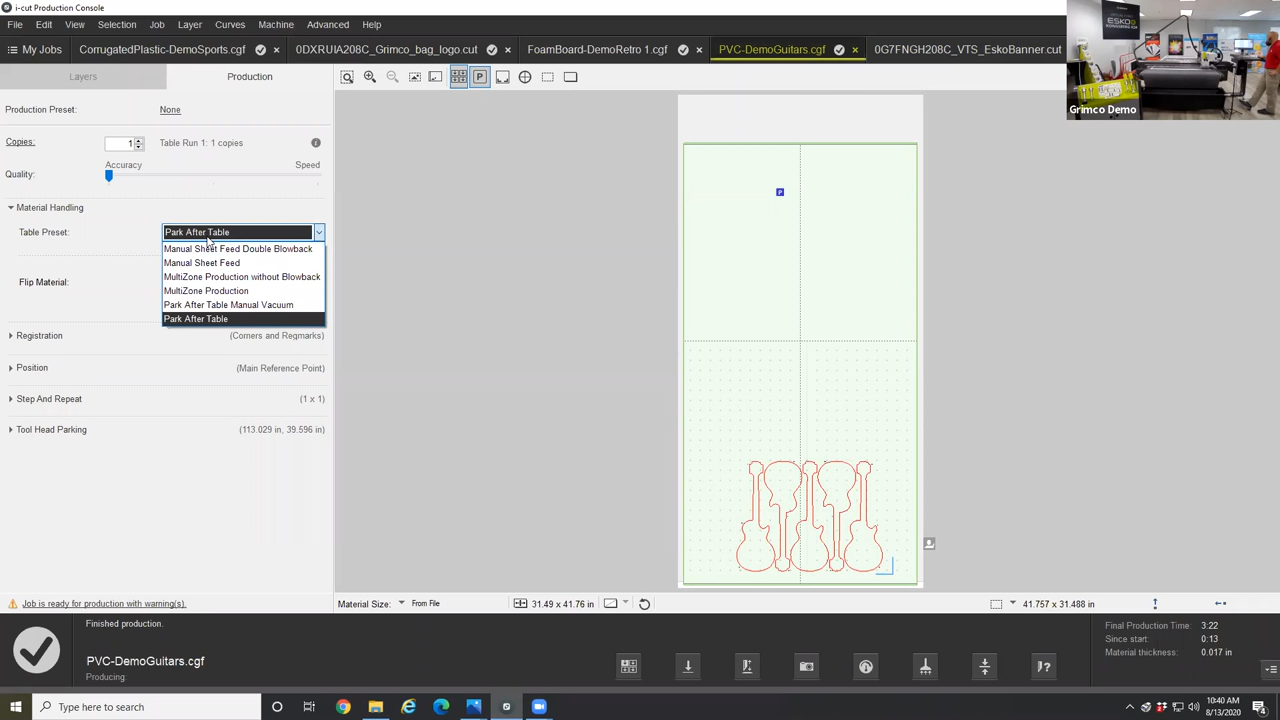 i-cut Production Console
File Edit View Selection Job Layer Curves Machine Advanced Help
My Jobs CorrugatedPlastic-DemoSports.cgf 0DXRUIA208C_Grimco_bag_logo.cut FoamBoard-DemoRetro 1.cgf PVC-DemoGuitars.cgf 0G7FNGH208C_VTS_EskoBanner.cut
ESKO
Grimco Demo
Layers Production
Production Preset: None
Copies: 1 Table Run 1: 1 copies
Accuracy Speed
Quality:
Material Handling
Table Preset: Park After Table
Manual Sheet Feed Double Blowback
Manual Sheet Feed
MultiZone Production without Blowback
MultiZone Production
Park After Table Manual Vacuum
Park After Table
Flip Material:
Registration (Corners and Regmarks)
Position (Main Reference Point)
Step And Repeat (1 x 1)
Tool Head Parking (113.029 in, 39.596 in)
P
P
Job is ready for production with warning(s).
Material Size: From File 31.49 x 41.76 in 41.757 x 31.488 in
Finished production.
PVC-DemoGuitars.cgf
Producing:
Final Production Time: 3:22
Since start: 0:13
Material thickness: 0.017 in
Type here to search
10:40 AM
8/13/2020
4